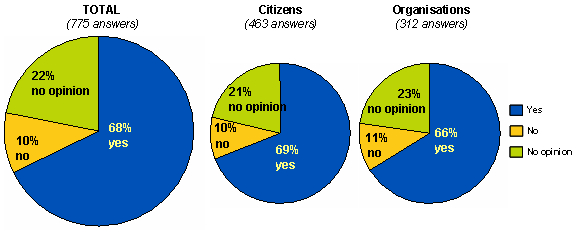 TOTAL
(775 answers)
22%
no opinion
10%
no
68%
yes
Citizens
(463 answers)
21%
no opinion
10%
no
69%
yes
Organisations
(312 answers)
23%
no opinion
11%
no
66%
yes
Yes
No
No opinion